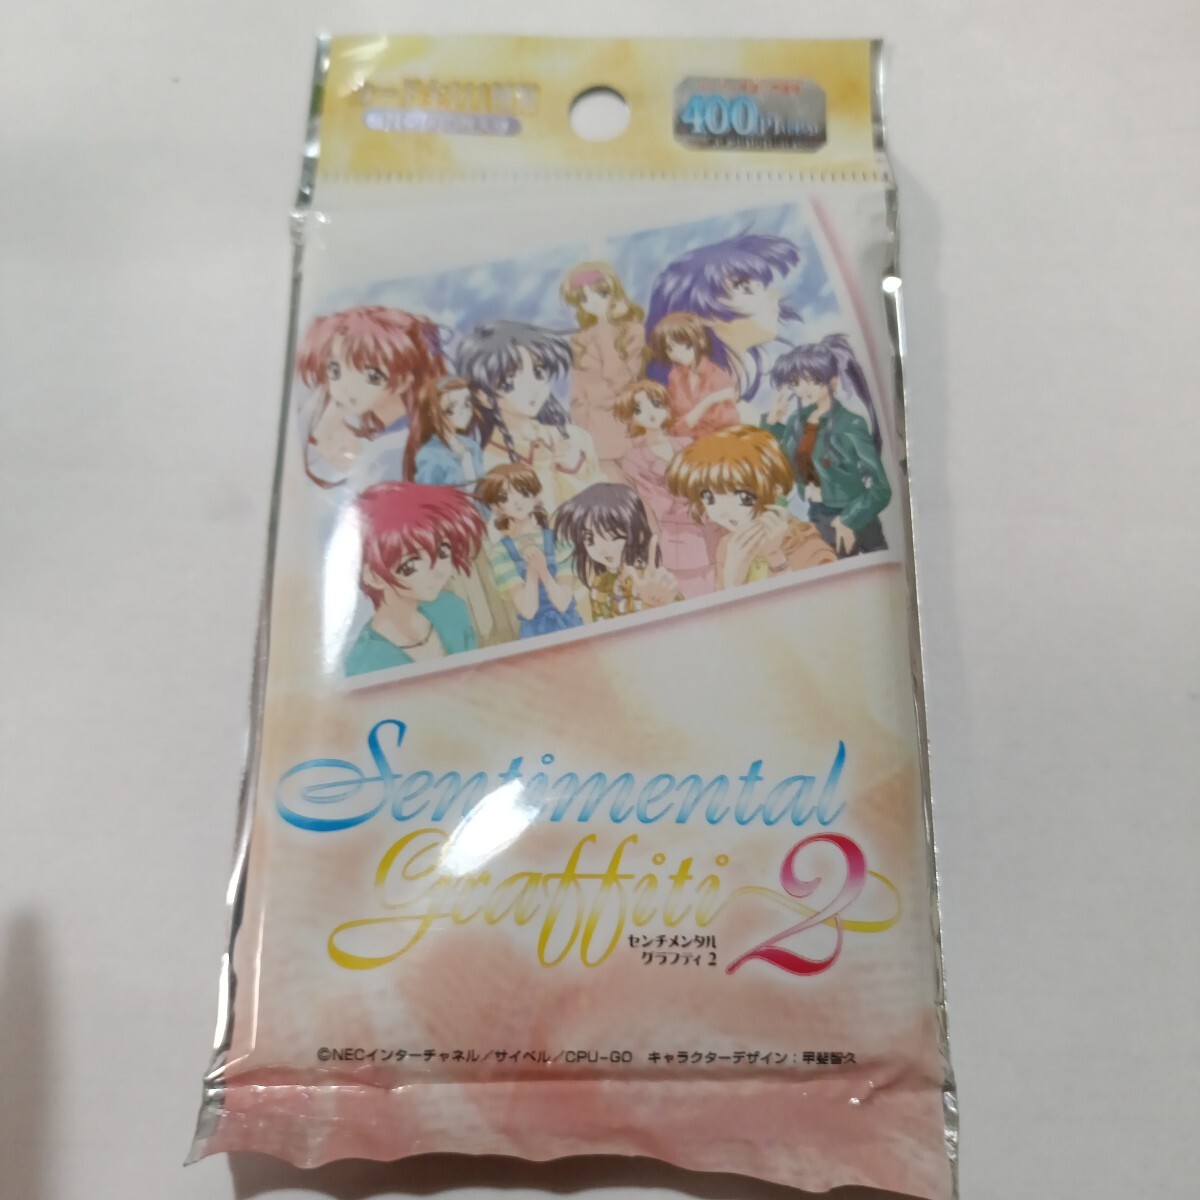 400
Sentimental
graffiti 2
センチメンタル
グラフティ2
©NECインターチャネル/サイベル/CPU-GO キャラクターデザイン:甲斐智久